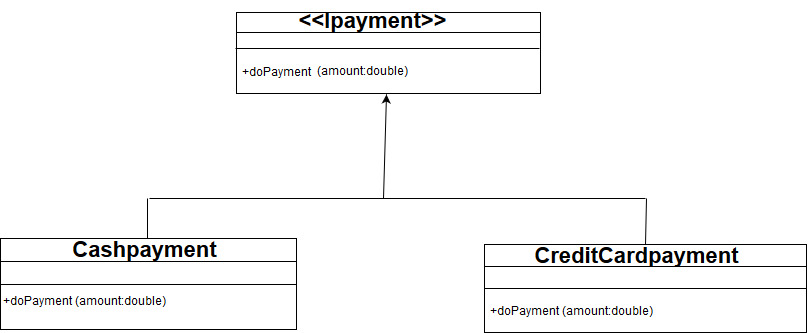 <<Ipayment>>
+doPayment (amount:double)
Cashpayment
+doPayment (amount:double)
CreditCardpayment
+doPayment (amount:double)